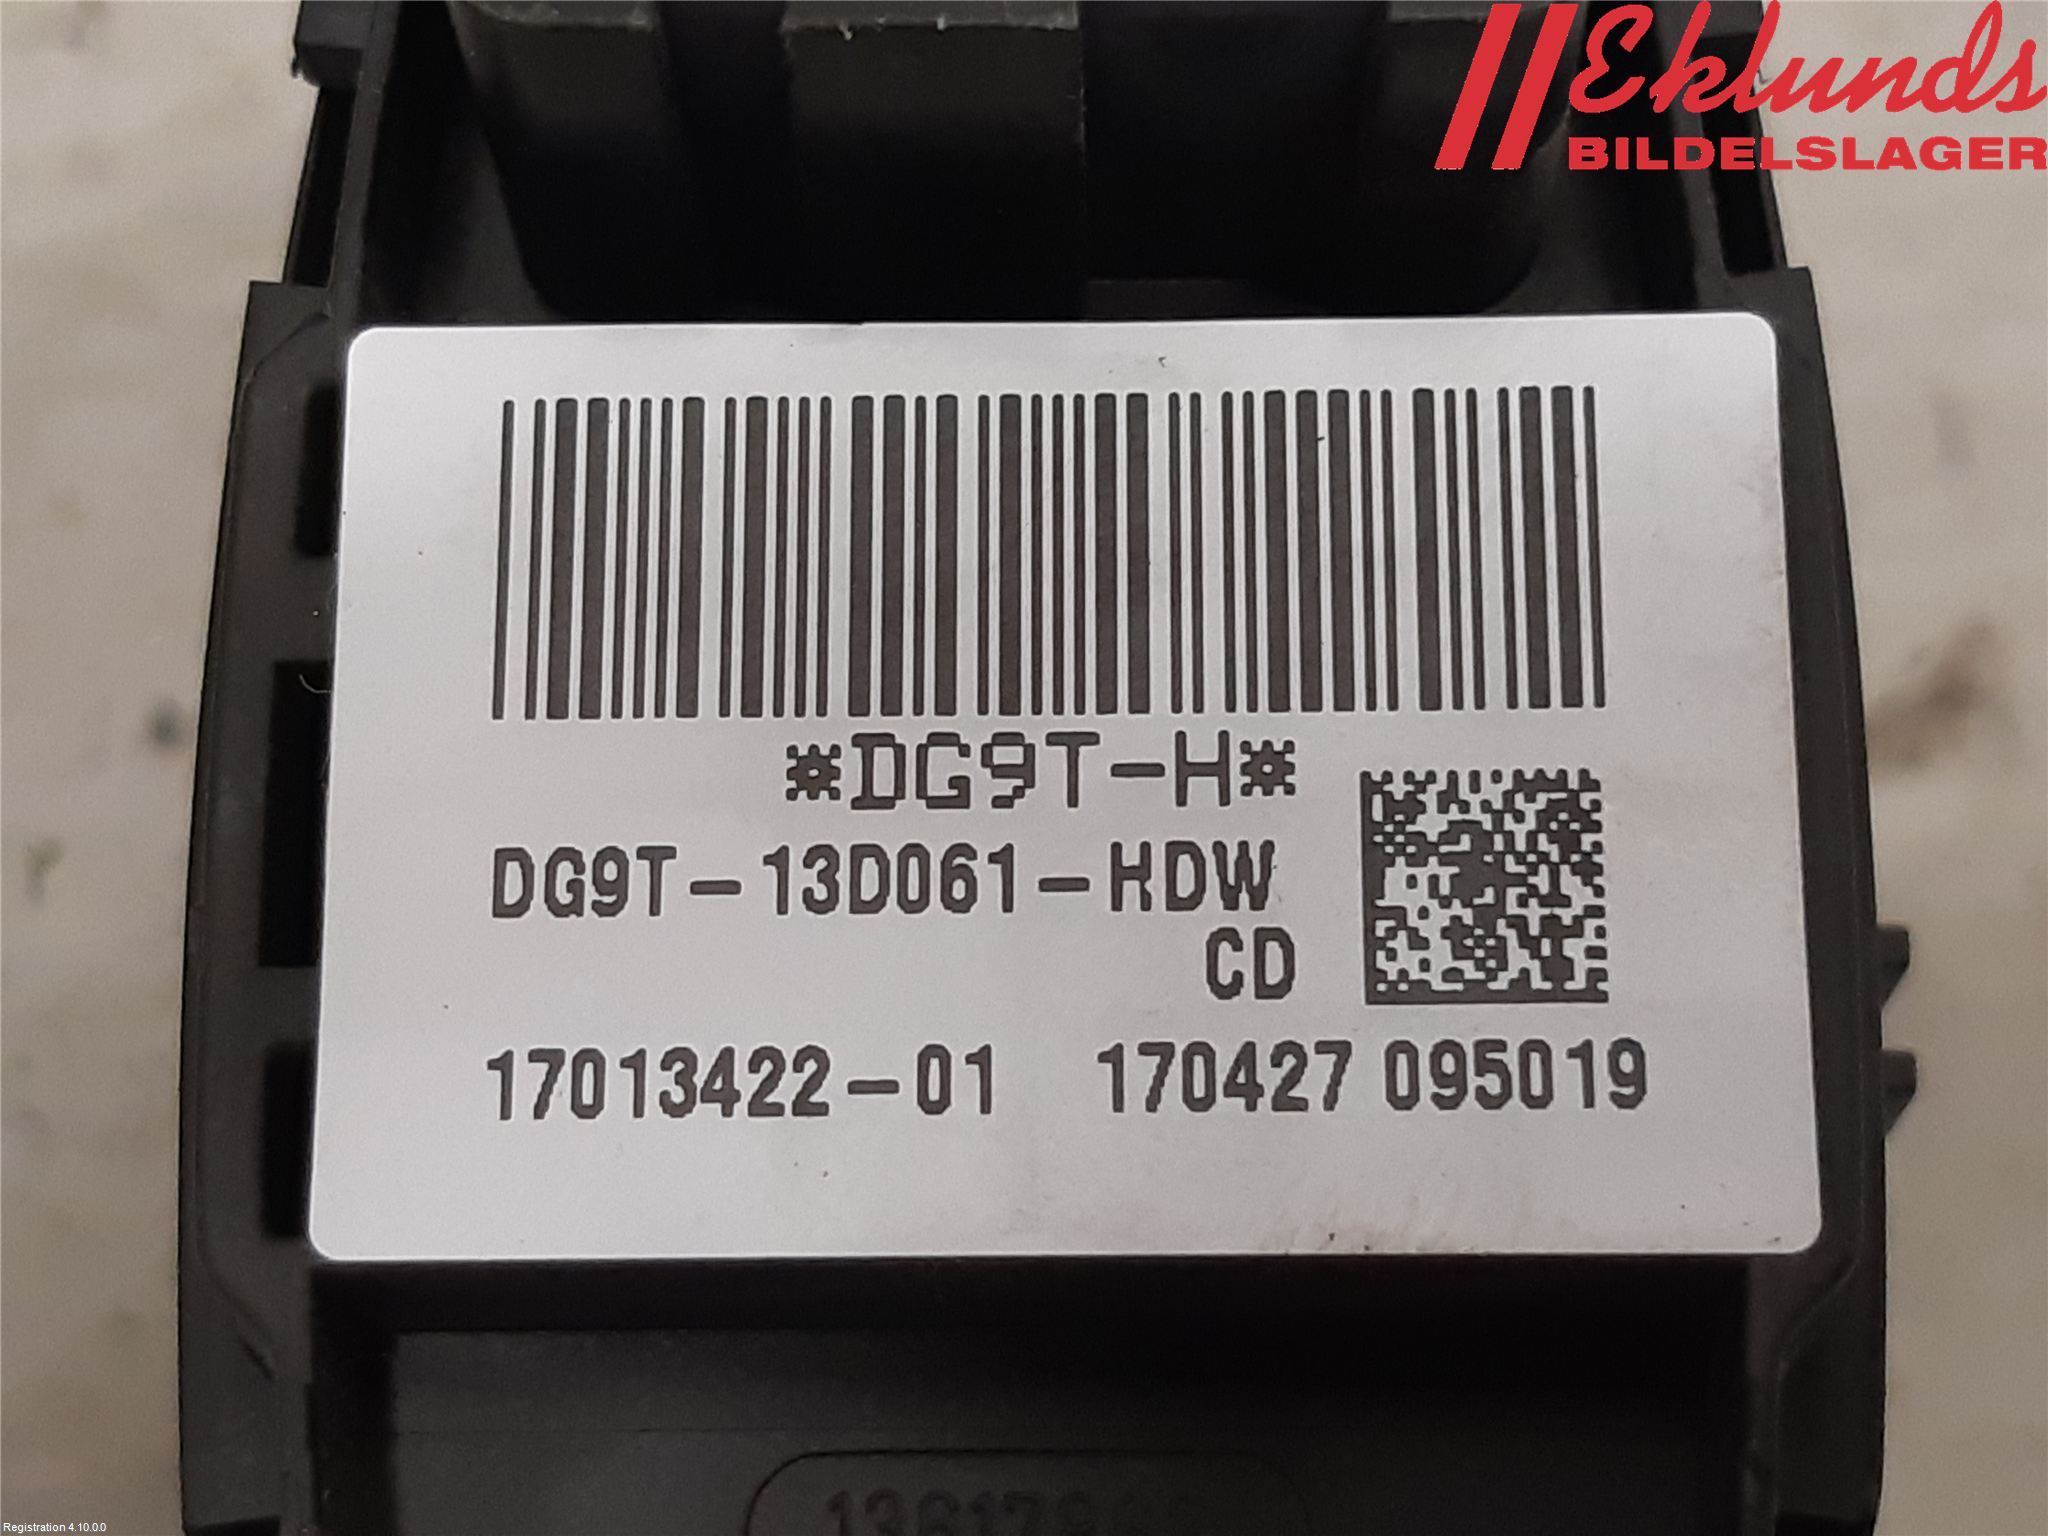 Eklunds
BILDELSLAGER
*DG9T-H*
DG9T-13D061-HDW
CD
17013422-01 170427 095019
Registration 4.10.0.0